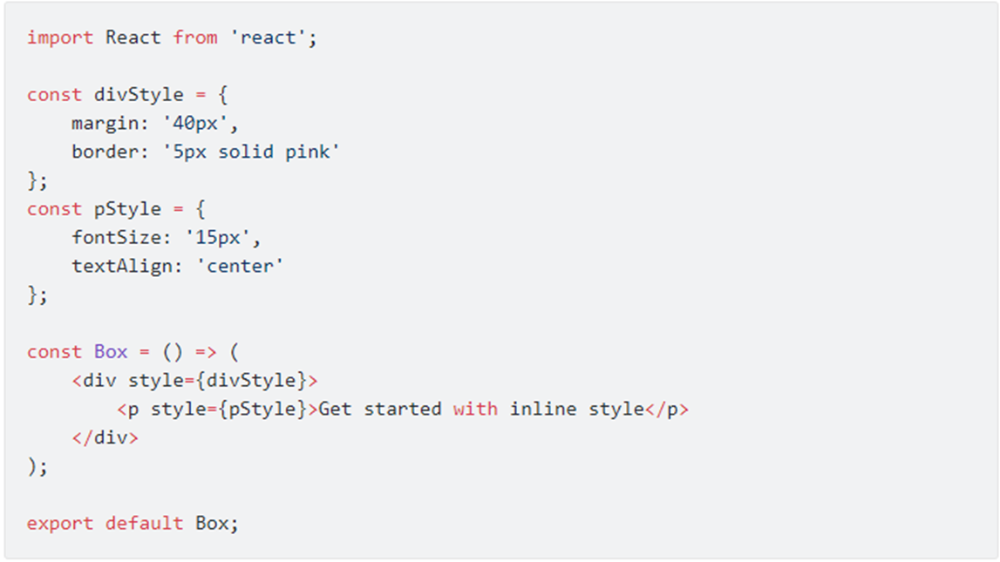 import React from 'react';
const divStyle = {
    margin: '40px',
    border: '5px solid pink'
};
const pStyle = {
    fontSize: '15px',
    textAlign: 'center'
};
const Box = () => (
    <div style={divStyle}>
        <p style={pStyle}>Get started with inline style</p>
    </div>
);
export default Box;